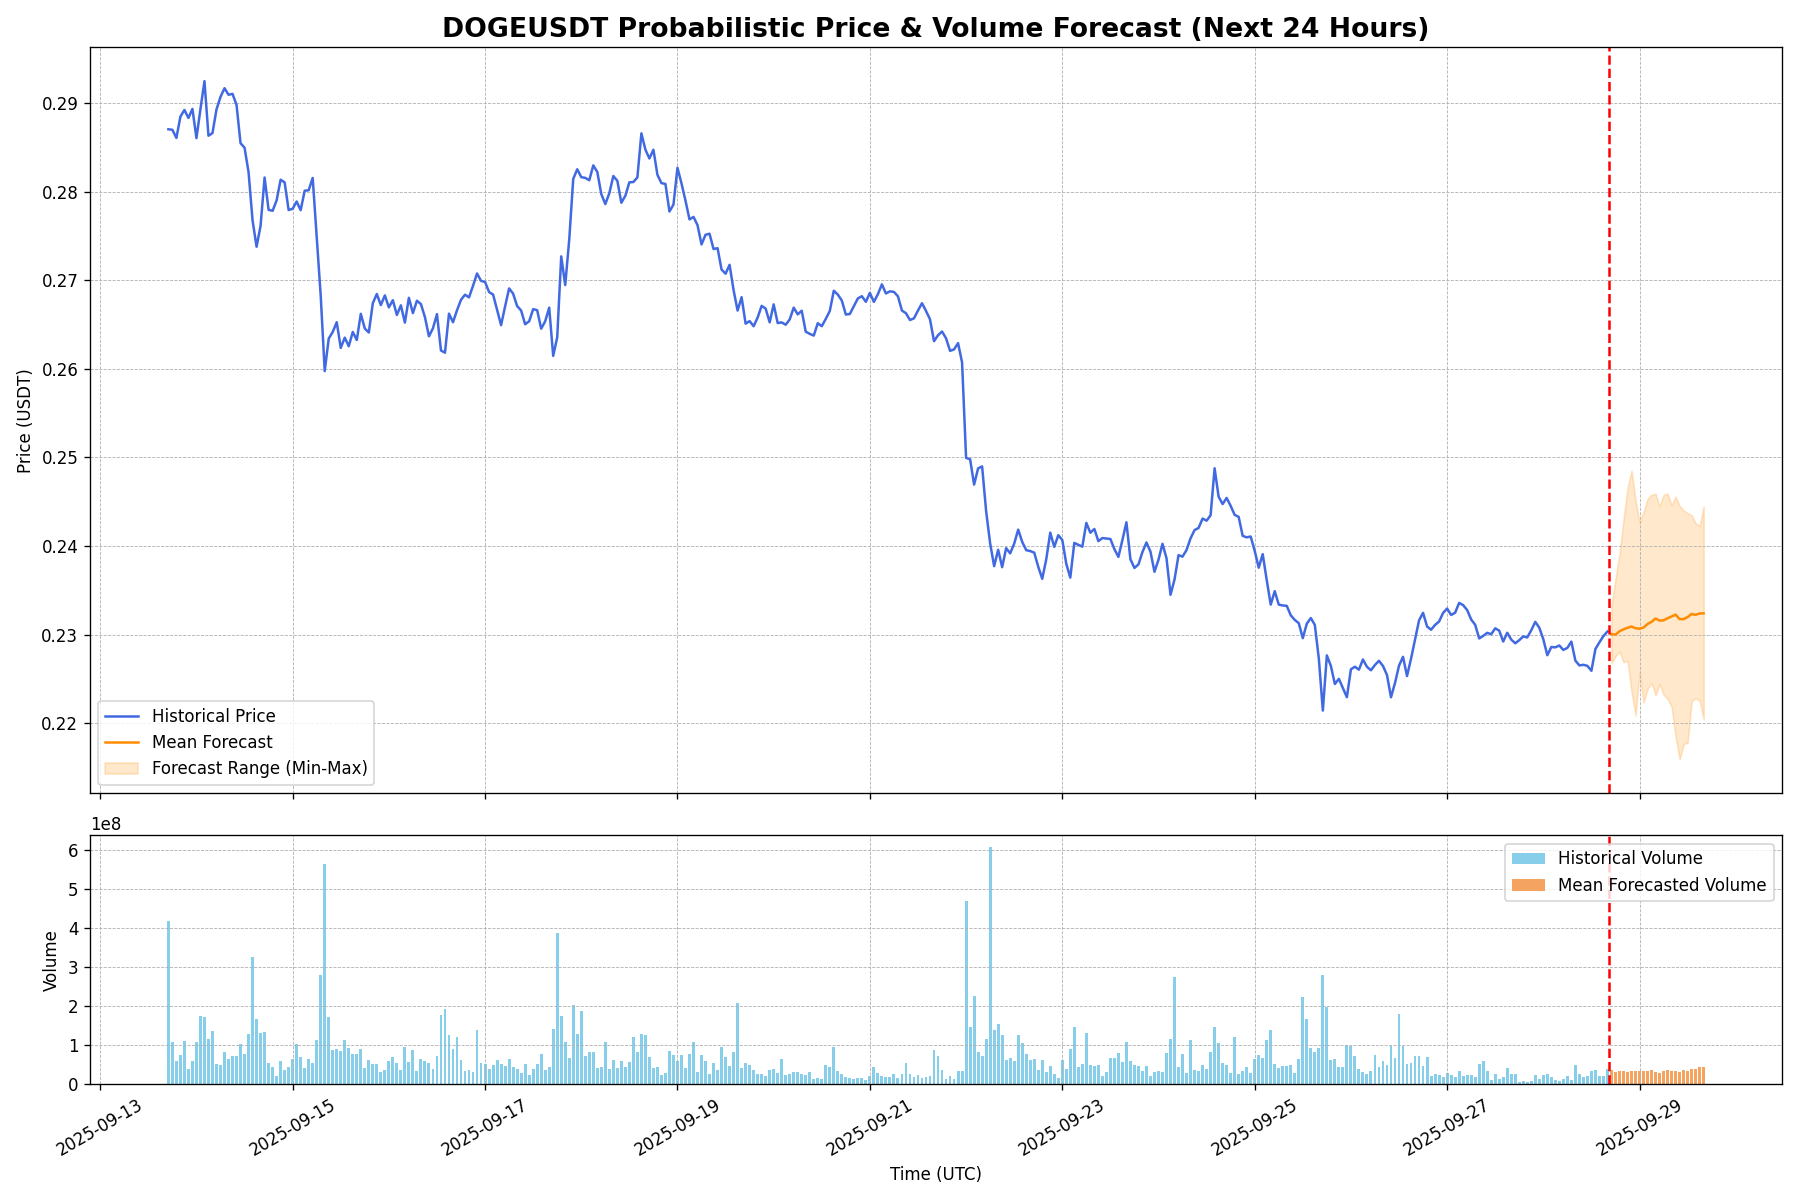 DOGEUSDT Probabilistic Price & Volume Forecast (Next 24 Hours)
Price (USDT)
0.29
0.28
0.27
0.26
0.25
0.24
0.23
0.22
Historical Price
Mean Forecast
Forecast Range (Min-Max)
1e8
Volume
6
5
4
3
2
1
0
Historical Volume
Mean Forecasted Volume
2025-09-13
2025-09-15
2025-09-17
2025-09-19
2025-09-21
2025-09-23
2025-09-25
2025-09-27
2025-09-29
Time (UTC)